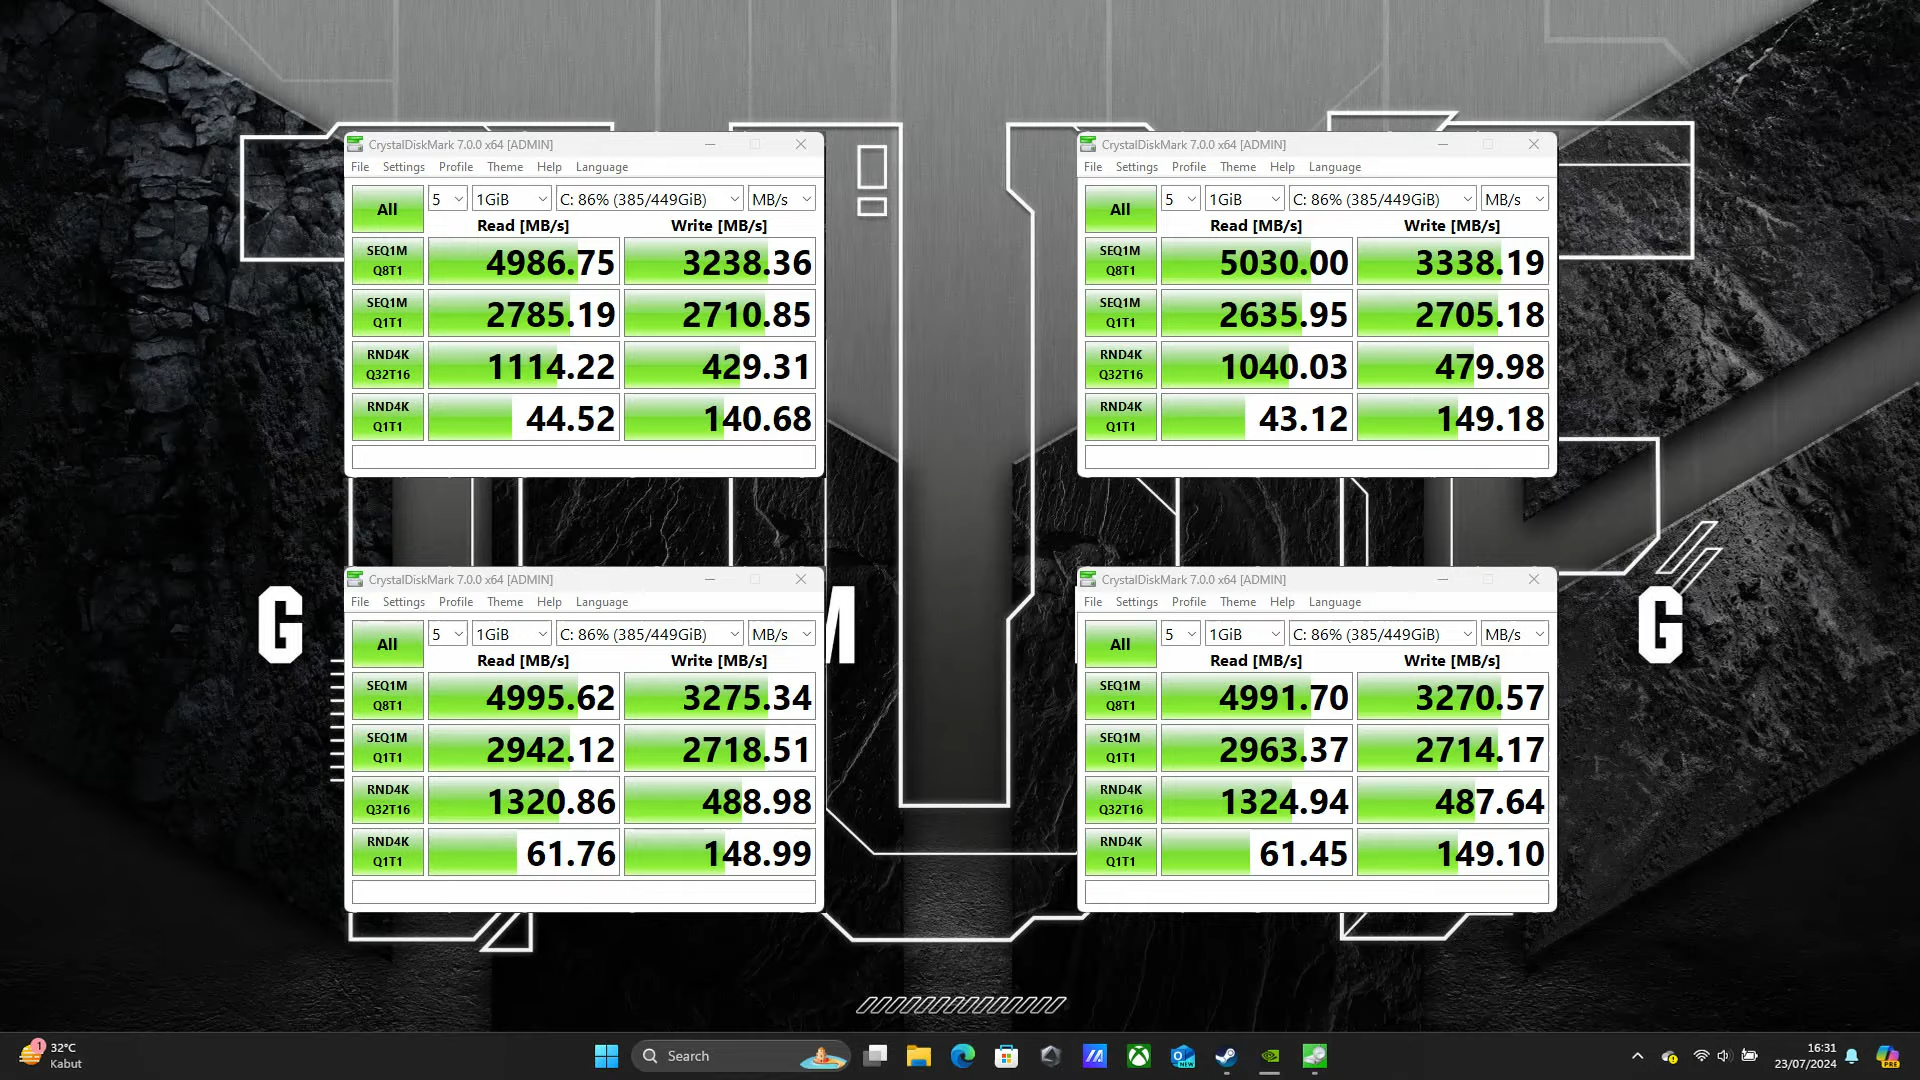 CrystalDiskMark 7.0.0 x64 [ADMIN]
File Settings Profile Theme Help Language
All 5 1GiB C: 86% (385/449GiB) MB/s
Read [MB/s] Write [MB/s]
SEQ1M Q8T1 4986.75 3238.36
SEQ1M Q1T1 2785.19 2710.85
RND4K Q32T16 1114.22 429.31
RND4K Q1T1 44.52 140.68
CrystalDiskMark 7.0.0 x64 [ADMIN]
File Settings Profile Theme Help Language
All 5 1GiB C: 86% (385/449GiB) MB/s
Read [MB/s] Write [MB/s]
SEQ1M Q8T1 5030.00 3338.19
SEQ1M Q1T1 2635.95 2705.18
RND4K Q32T16 1040.03 479.98
RND4K Q1T1 43.12 149.18
CrystalDiskMark 7.0.0 x64 [ADMIN]
File Settings Profile Theme Help Language
All 5 1GiB C: 86% (385/449GiB) MB/s
Read [MB/s] Write [MB/s]
SEQ1M Q8T1 4995.62 3275.34
SEQ1M Q1T1 2942.12 2718.51
RND4K Q32T16 1320.86 488.98
RND4K Q1T1 61.76 148.99
CrystalDiskMark 7.0.0 x64 [ADMIN]
File Settings Profile Theme Help Language
All 5 1GiB C: 86% (385/449GiB) MB/s
Read [MB/s] Write [MB/s]
SEQ1M Q8T1 4991.70 3270.57
SEQ1M Q1T1 2963.37 2714.17
RND4K Q32T16 1324.94 487.64
RND4K Q1T1 61.45 149.10
G M G
1 32°C
Kabut
Search
NEW
16:31
23/07/2024
PRE